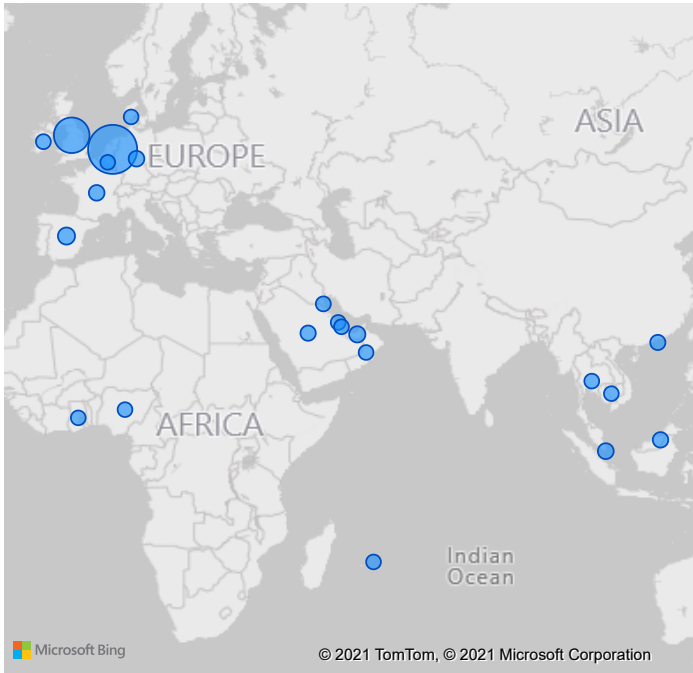 ASIA
EUROPE
AFRICA
Indian
Ocean
Microsoft Bing
© 2021 TomTom, © 2021 Microsoft Corporation